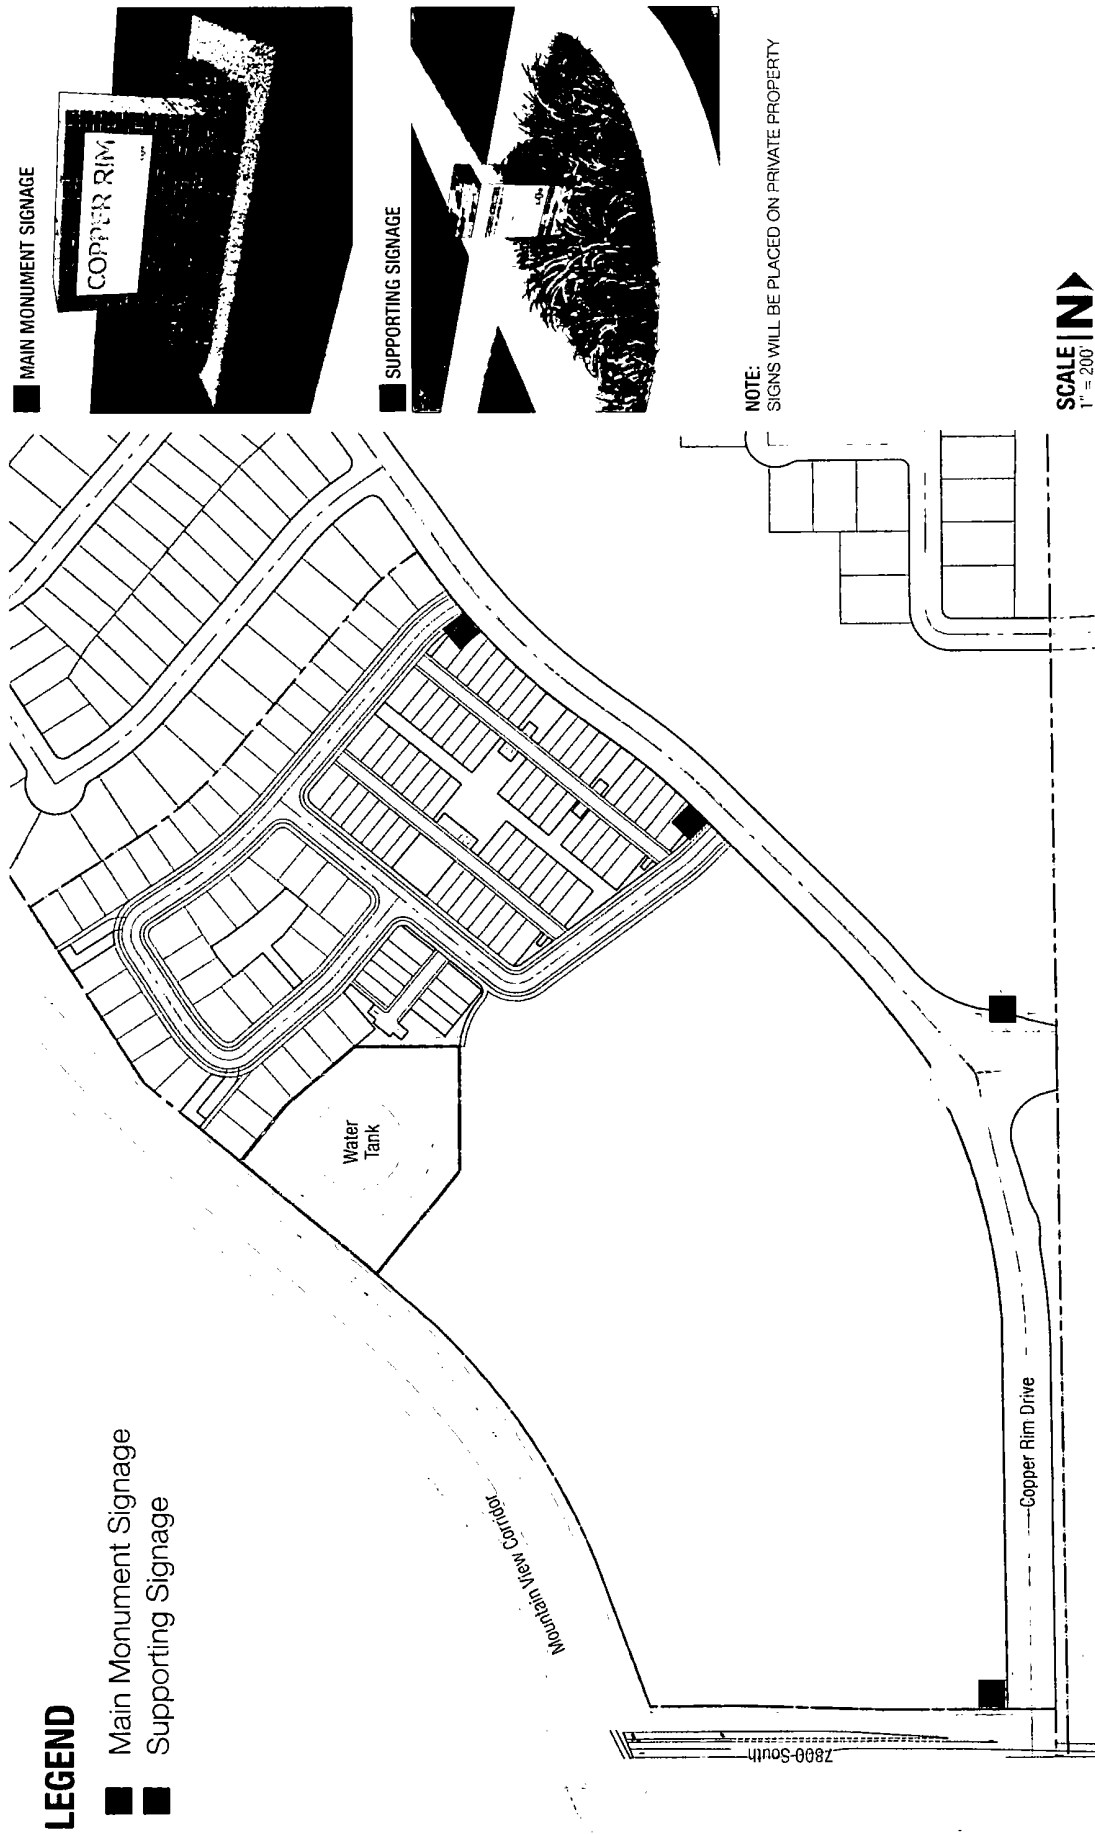 LEGEND
Main Monument Signage
Supporting Signage
Mountain View Corridor
7800 South
Copper Rim Drive
Water
Tank
MAIN MONUMENT SIGNAGE
COPPER RIM
SUPPORTING SIGNAGE
NOTE:
SIGNS WILL BE PLACED ON PRIVATE PROPERTY
SCALE | N
1" = 200'